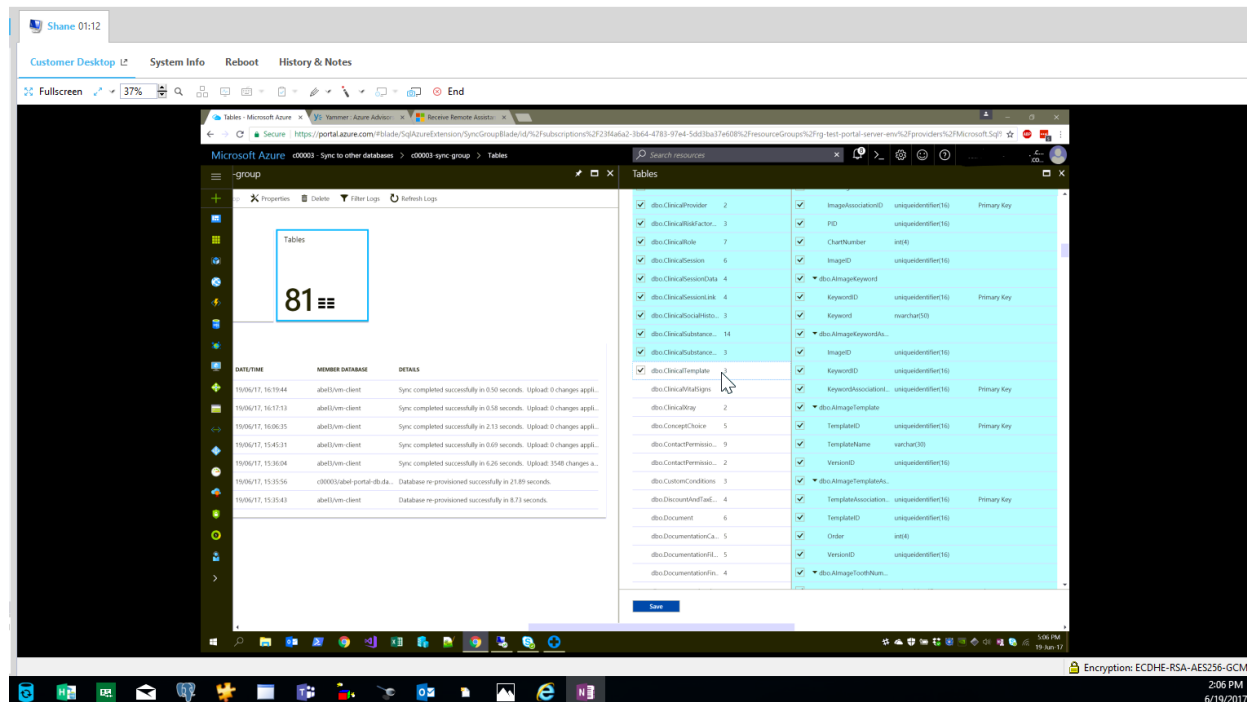 Shane 01:12
Customer Desktop System Info Reboot History & Notes
Fullscreen 37% End
Tables - Microsoft Azure Yammer : Azure Advisor Receive Remote Assistan
Secure https://portal.azure.com/#blade/SqlAzureExtension/SyncGroupBlade/id/
Microsoft Azure c00003 - Sync to other databases > c00003-sync-group > Tables Search resources
-group Tables
Properties Delete Filter Logs Refresh Logs
Tables
81
DATE/TIME MEMBER DATABASE DETAILS
19/06/17, 16:19:44 abel3/vm-client Sync completed successfully in 0.50 seconds. Upload: 0 changes appli...
19/06/17, 16:17:13 abel3/vm-client Sync completed successfully in 0.58 seconds. Upload: 0 changes appli...
19/06/17, 16:06:35 abel3/vm-client Sync completed successfully in 2.13 seconds. Upload: 0 changes appli...
19/06/17, 15:45:31 abel3/vm-client Sync completed successfully in 0.69 seconds. Upload: 0 changes appli...
19/06/17, 15:36:04 abel3/vm-client Sync completed successfully in 6.26 seconds. Upload: 3548 changes a...
19/06/17, 15:35:56 c00003/abel-portal-db.da... Database re-provisioned successfully in 21.89 seconds.
19/06/17, 15:35:43 abel3/vm-client Database re-provisioned successfully in 8.73 seconds.
dbo.ClinicalProvider 2
dbo.ClinicalRiskFactor... 3
dbo.ClinicalRole 7
dbo.ClinicalSession 6
dbo.ClinicalSessionData 4
dbo.ClinicalSessionLink 4
dbo.ClinicalSocialHisto... 3
dbo.ClinicalSubstance... 14
dbo.ClinicalSubstance... 3
dbo.ClinicalTemplate 3
dbo.ClinicalVitalSigns
dbo.ClinicalXray 2
dbo.ConceptChoice 5
dbo.ContactPermissio... 9
dbo.ContactPermissio... 2
dbo.CustomConditions 3
dbo.DiscountAndTaxE... 4
dbo.Document 6
dbo.DocumentationCa... 5
dbo.DocumentationFil... 5
dbo.DocumentationFin... 4
ImageAssociationID uniqueidentifier(16) Primary Key
PID uniqueidentifier(16)
ChartNumber int(4)
ImageID uniqueidentifier(16)
dbo.AImageKeyword
KeywordID uniqueidentifier(16) Primary Key
Keyword nvarchar(50)
dbo.AImageKeywordAs...
ImageID uniqueidentifier(16)
KeywordID uniqueidentifier(16)
KeywordAssociationI... uniqueidentifier(16) Primary Key
dbo.AImageTemplate
TemplateID uniqueidentifier(16) Primary Key
TemplateName varchar(30)
VersionID uniqueidentifier(16)
dbo.AImageTemplateAs...
TemplateAssociation... uniqueidentifier(16) Primary Key
TemplateID uniqueidentifier(16)
Order int(4)
VersionID uniqueidentifier(16)
dbo.AImageToothNum...
Save
5:06 PM
19-Jun-17
Encryption: ECDHE-RSA-AES256-GCM
2:06 PM
6/19/2017